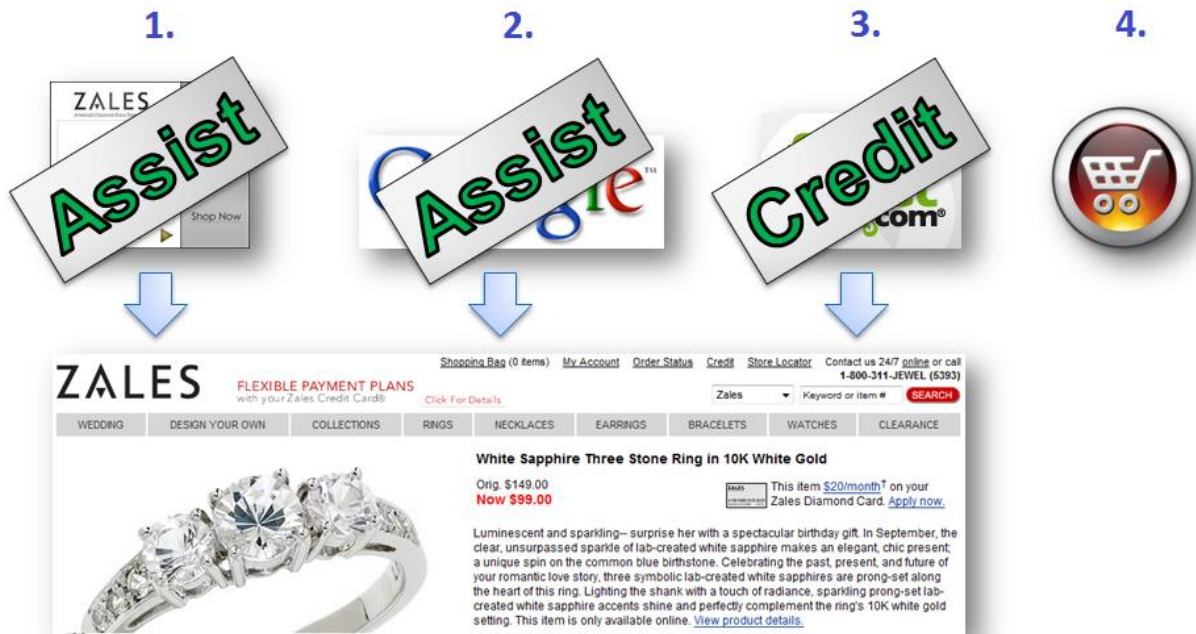 1.
2.
3.
4.
ZALES
Assist
Shop Now
Assist
TM
Credit
.com®
ZALES
FLEXIBLE PAYMENT PLANS
with your Zales Credit Card®
Click For Details
Shopping Bag (0 items) My Account Order Status Credit Store Locator Contact us 24/7 online or call
1-800-311-JEWEL (5393)
Zales
Keyword or item #
SEARCH
WEDDING DESIGN YOUR OWN COLLECTIONS RINGS NECKLACES EARRINGS BRACELETS WATCHES CLEARANCE
White Sapphire Three Stone Ring in 10K White Gold
Orig. $149.00
Now $99.00
ZALES
This item $20/month† on your
Zales Diamond Card. Apply now.
Luminescent and sparkling-- surprise her with a spectacular birthday gift. In September, the
clear, unsurpassed sparkle of lab-created white sapphire makes an elegant, chic present;
a unique spin on the common blue birthstone. Celebrating the past, present, and future of
your romantic love story, three symbolic lab-created white sapphires are prong-set along
the heart of this ring. Lighting the shank with a touch of radiance, sparkling prong-set lab-
created white sapphire accents shine and perfectly complement the ring's 10K white gold
setting. This item is only available online. View product details.